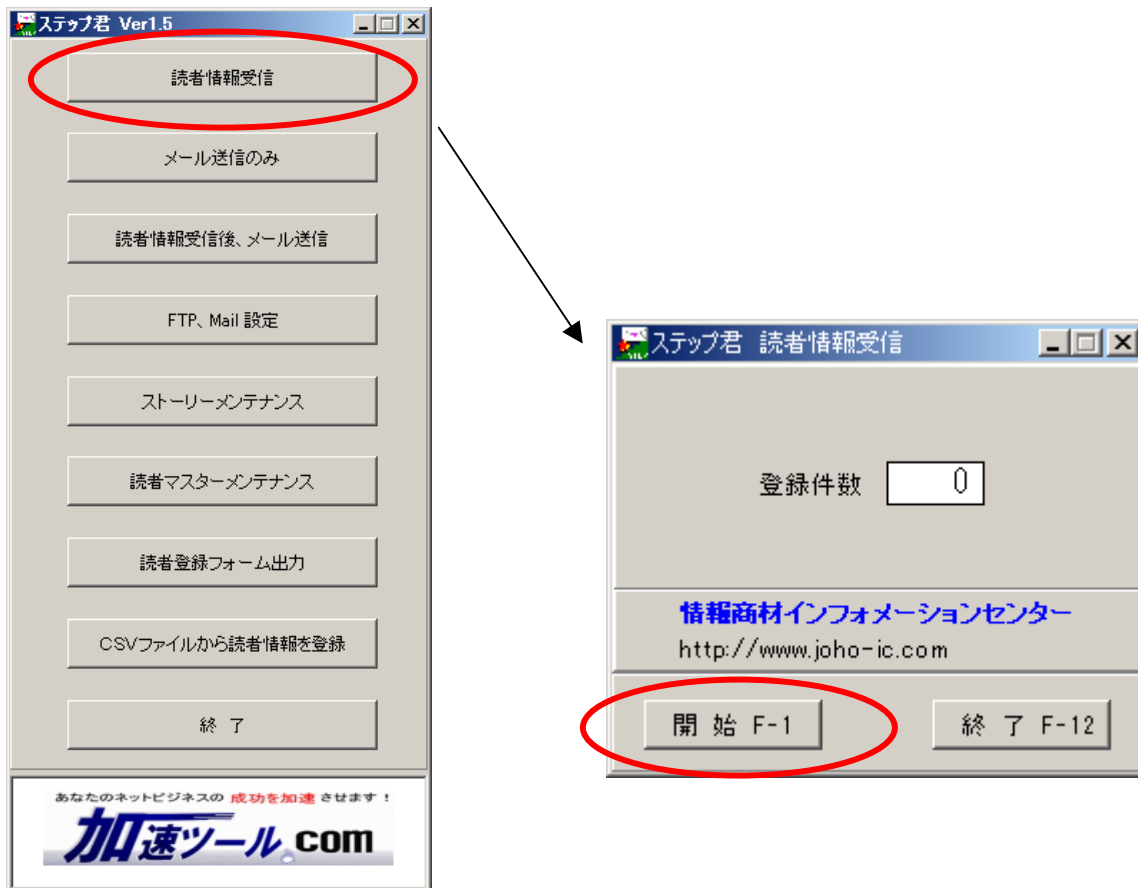 ステップ君 Ver1.5
読者情報受信
メール送信のみ
読者情報受信後、メール送信
FTP、Mail 設定
ストーリーメンテナンス
読者マスターメンテナンス
読者登録フォーム出力
CSVファイルから読者情報を登録
終 了
あなたのネットビジネスの 成功を加速 させます!
加速ツール.com
ステップ君 読者情報受信
登録件数 0
情報商材インフォメーションセンター
http://www.joho-ic.com
開 始 F-1
終 了 F-12